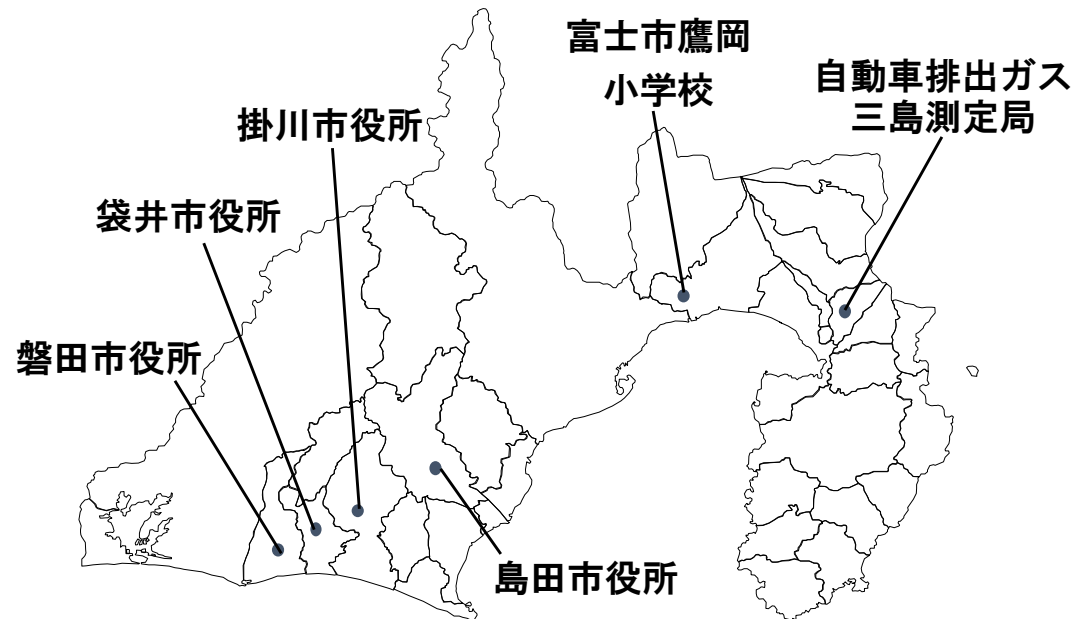 富士市鷹岡
小学校
自動車排出ガス
三島測定局
掛川市役所
袋井市役所
磐田市役所
島田市役所